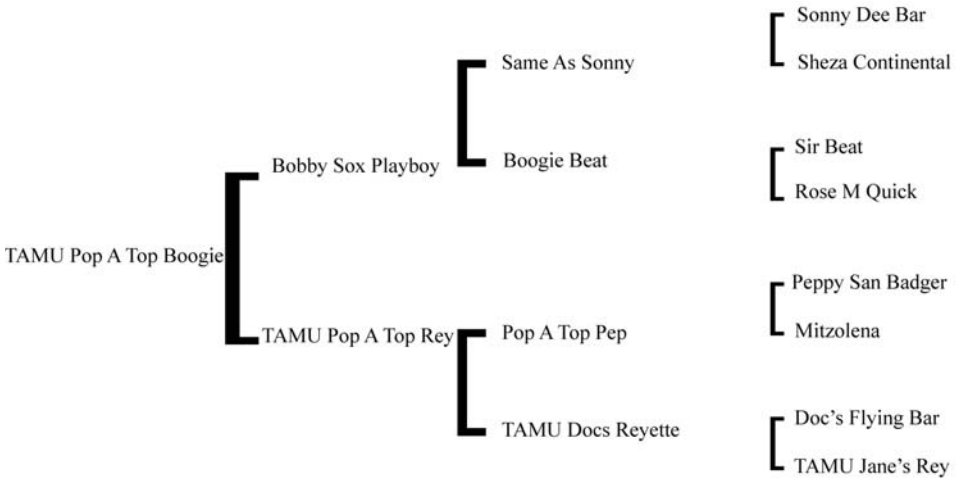 Sonny Dee Bar
Same As Sonny
Sheza Continental
Bobby Sox Playboy
Boogie Beat
Sir Beat
Rose M Quick
TAMU Pop A Top Boogie
Peppy San Badger
TAMU Pop A Top Rey
Pop A Top Pep
Mitzolena
TAMU Docs Reyette
Doc's Flying Bar
TAMU Jane's Rey